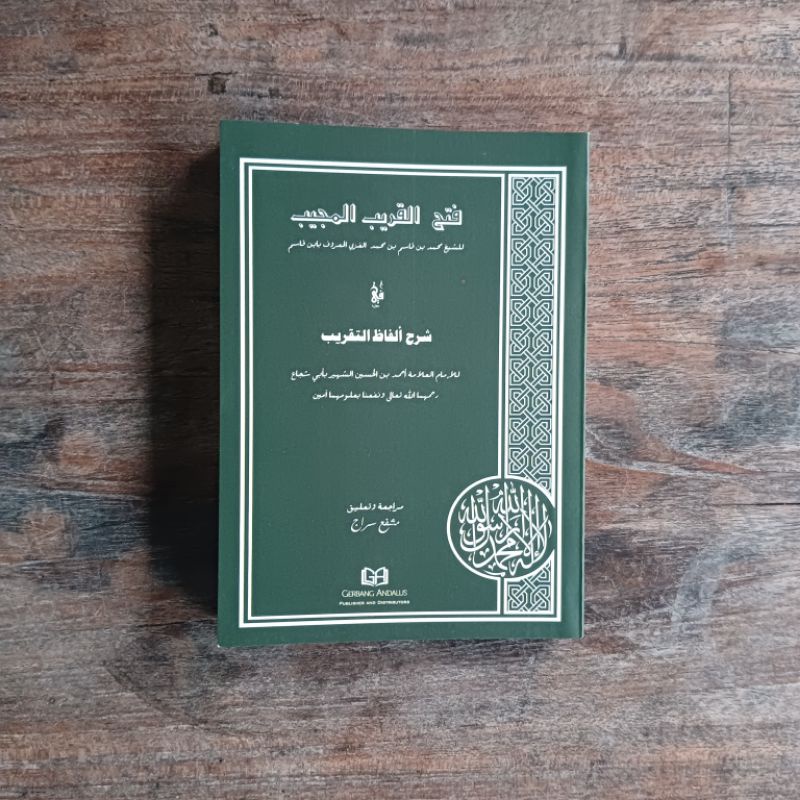 فتح القريب المجيب
للشيخ محمد بن قاسم بن محمد الغزي المعروف بابن قاسم
في
شرح ألفاظ التقريب
للإمام العلامة أحمد بن الحسين الشهير بأبي شجاع
رحمهما الله تعالى ونفعنا بعلومهما آمين
مراجعة وتعليق
مشفع سراج
لا إله إلا الله محمد رسول الله
GA
GERBANG ANDALUS
PUBLISHER AND DISTRIBUTORS